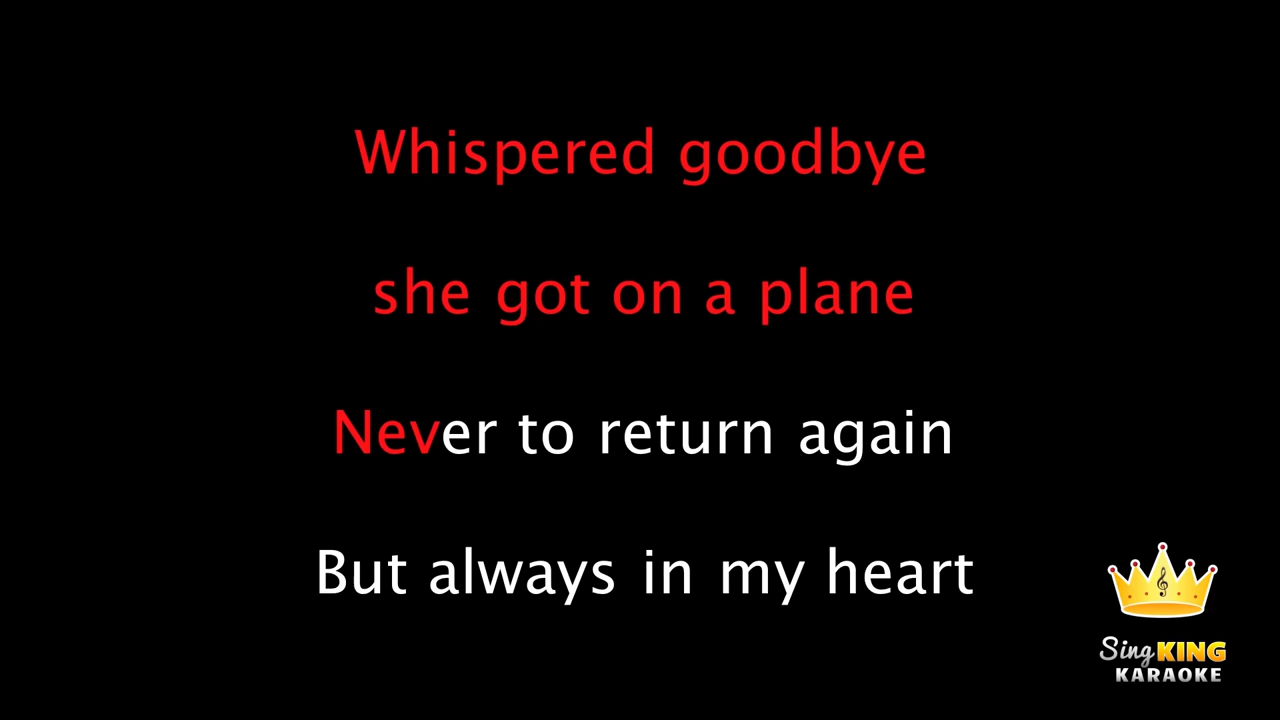 Whispered goodbye
she got on a plane
Never to return again
But always in my heart
Sing KING
KARAOKE